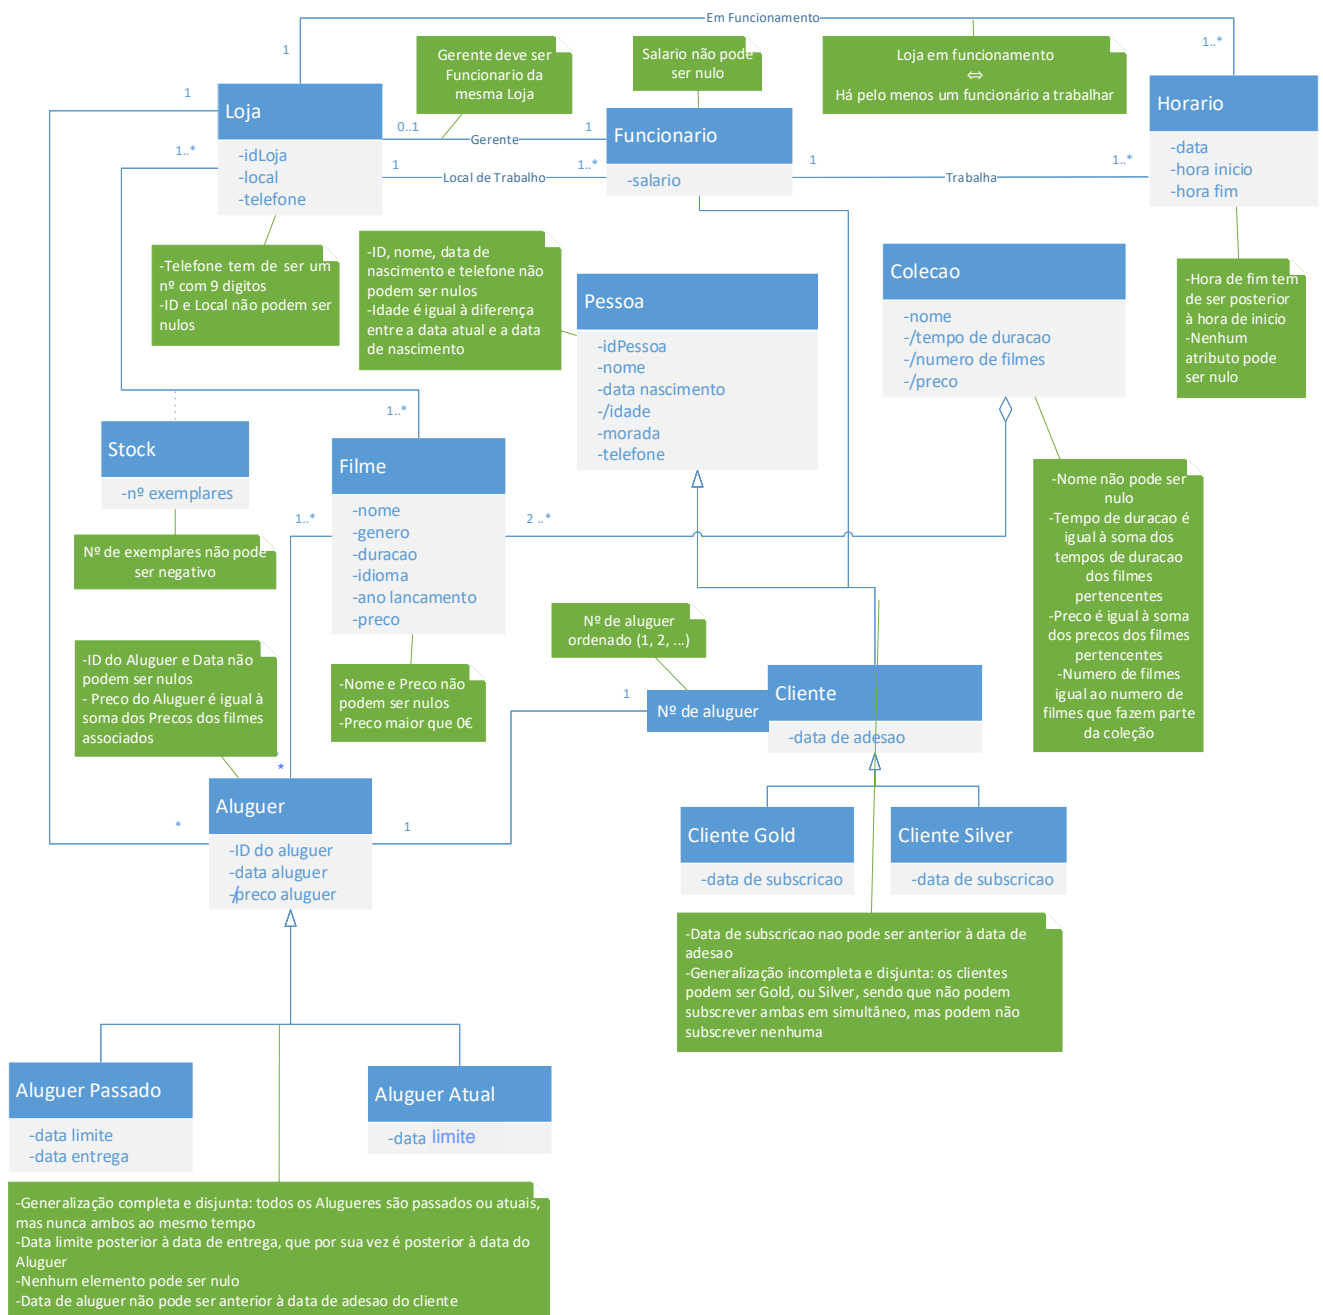 Em Funcionamento
1
1..*
Gerente deve ser
Funcionario da
mesma Loja
Salario não pode
ser nulo
Loja em funcionamento
⇔
Há pelo menos um funcionário a trabalhar
1
Loja
-idLoja
-local
-telefone
0..1
Gerente
1
1
Local de Trabalho
1..*
Funcionario
-salario
1
Trabalha
1..*
Horario
-data
-hora inicio
-hora fim
1..*
-Telefone tem de ser um
nº com 9 digitos
-ID e Local não podem ser
nulos
-ID, nome, data de
nascimento e telefone não
podem ser nulos
-Idade é igual à diferença
entre a data atual e a data
de nascimento
Pessoa
-idPessoa
-nome
-data nascimento
-/idade
-morada
-telefone
Colecao
-nome
-/tempo de duracao
-/numero de filmes
-/preco
-Hora de fim tem
de ser posterior
à hora de inicio
-Nenhum
atributo pode
ser nulo
1..*
Stock
-nº exemplares
Filme
-nome
-genero
-duracao
-idioma
-ano lancamento
-preco
1..*
2 ..*
Nº de exemplares não pode
ser negativo
-Nome não pode ser
nulo
-Tempo de duracao é
igual à soma dos
tempos de duracao
dos filmes
pertencentes
-Preco é igual à soma
dos precos dos filmes
pertencentes
-Numero de filmes
igual ao numero de
filmes que fazem parte
da coleção
Nº de aluguer
ordenado (1, 2, ...)
-ID do Aluguer e Data não
podem ser nulos
- Preco do Aluguer é igual à
soma dos Precos dos filmes
associados
-Nome e Preco não
podem ser nulos
-Preco maior que 0€
1
Nº de aluguer
Cliente
-data de adesao
*
Aluguer
-ID do aluguer
-data aluguer
-/preco aluguer
*
1
Cliente Gold
-data de subscricao
Cliente Silver
-data de subscricao
-Data de subscricao nao pode ser anterior à data de
adesao
-Generalização incompleta e disjunta: os clientes
podem ser Gold, ou Silver, sendo que não podem
subscrever ambas em simultâneo, mas podem não
subscrever nenhuma
Aluguer Passado
-data limite
-data entrega
Aluguer Atual
-data limite
-Generalização completa e disjunta: todos os Alugueres são passados ou atuais,
mas nunca ambos ao mesmo tempo
-Data limite posterior à data de entrega, que por sua vez é posterior à data do
Aluguer
-Nenhum elemento pode ser nulo
-Data de aluguer não pode ser anterior à data de adesao do cliente